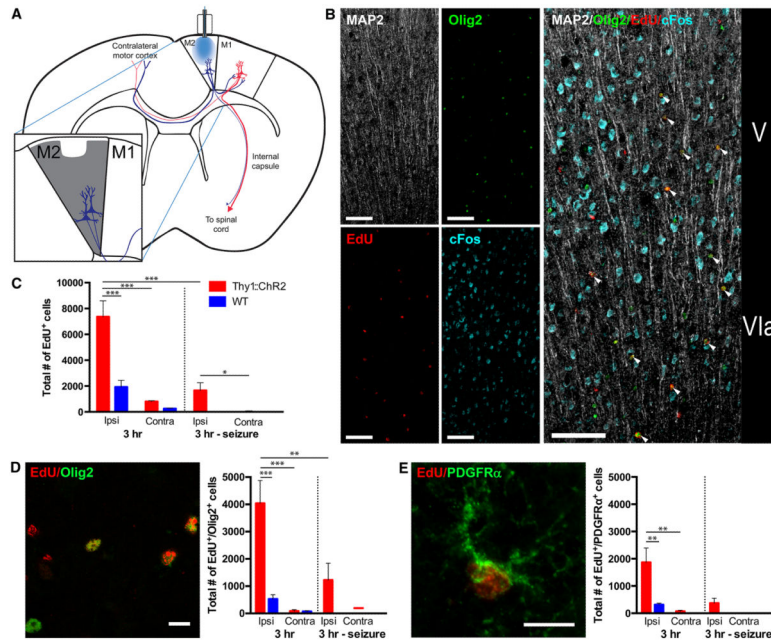 A
Contralateral
motor cortex
M2
M1
Internal
capsule
To spinal
cord
M2
M1
B
MAP2
Olig2
EdU
cFos
MAP2/Olig2/EdU/cFos
V
VIa
C
Total # of EdU+ cells
10000
8000
6000
4000
2000
0
***
***
***
*
Thy1::ChR2
WT
Ipsi
Contra
Ipsi
Contra
3 hr
3 hr - seizure
D
EdU/Olig2
Total # of EdU+/Olig2+ cells
5000
4000
3000
2000
1000
0
**
***
***
Ipsi
Contra
Ipsi
Contra
3 hr
3 hr - seizure
E
EdU/PDGFRα
Total # of EdU+/PDGFRα+ cells
5000
4000
3000
2000
1000
0
**
**
Ipsi
Contra
Ipsi
Contra
3 hr
3 hr - seizure